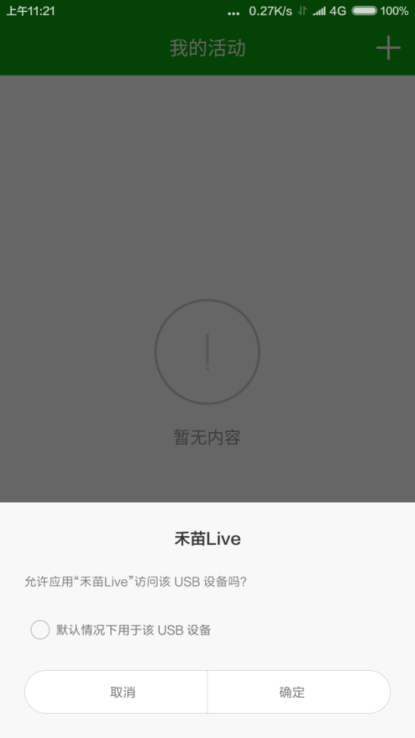 上午11:21
... 0.27K/s 4G 100%
我的活动
暂无内容
禾苗Live
允许应用“禾苗Live”访问该 USB 设备吗?
默认情况下用于该 USB 设备
取消 确定